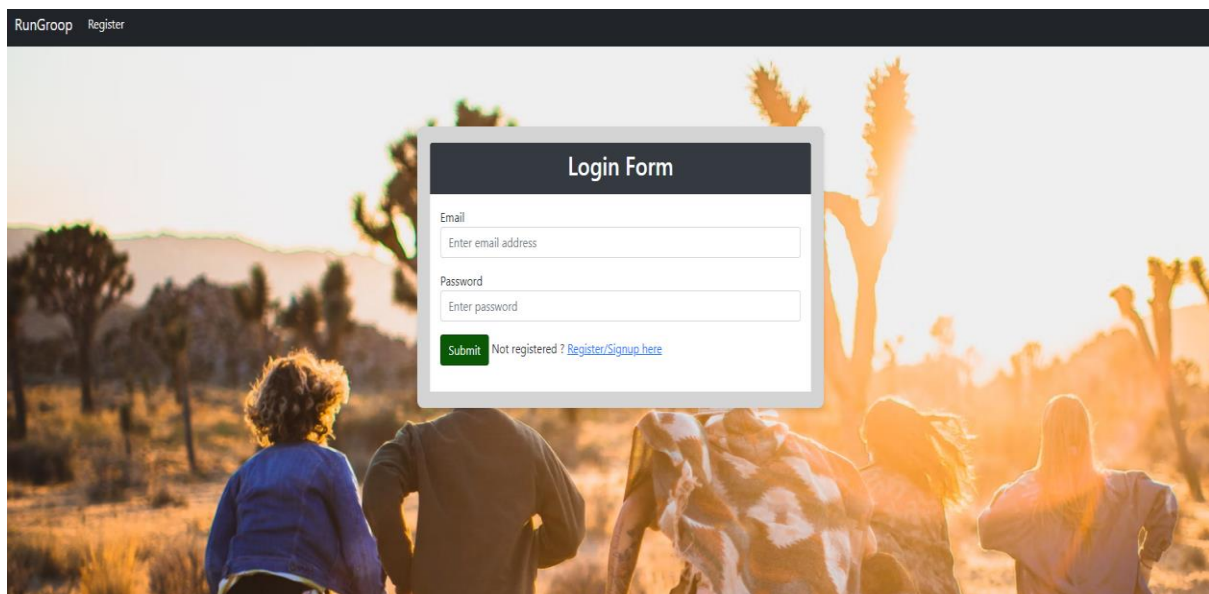 RunGroop Register
Login Form
Email
Enter email address
Password
Enter password
Submit Not registered ? Register/Signup here